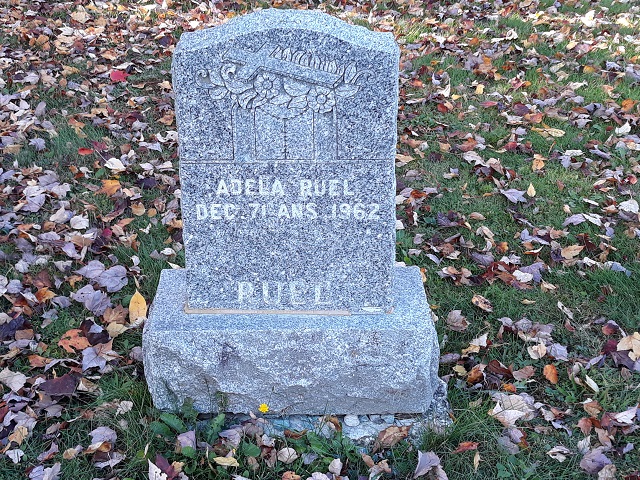 ADELA RUEL
DEC. 71 ANS. 1962
RUEL